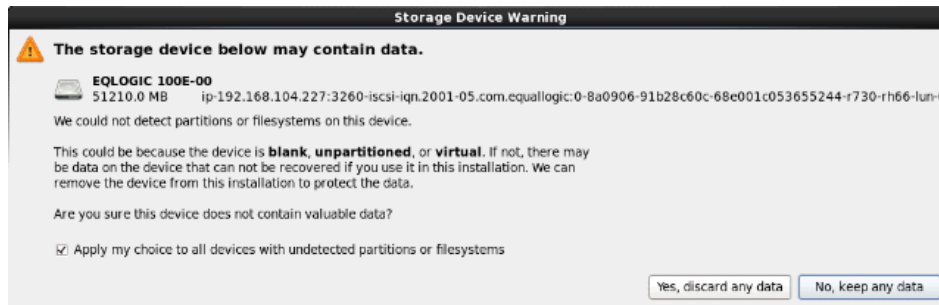 Storage Device Warning
The storage device below may contain data.
EQLOGIC 100E-00
51210.0 MB ip-192.168.104.227:3260-iscsi-iqn.2001-05.com.equallogic:0-8a0906-91b28c60c-68e001c053655244-r730-rh66-lun-
We could not detect partitions or filesystems on this device.
This could be because the device is blank, unpartitioned, or virtual. If not, there may
be data on the device that can not be recovered if you use it in this installation. We can
remove the device from this installation to protect the data.
Are you sure this device does not contain valuable data?
Apply my choice to all devices with undetected partitions or filesystems
Yes, discard any data No, keep any data